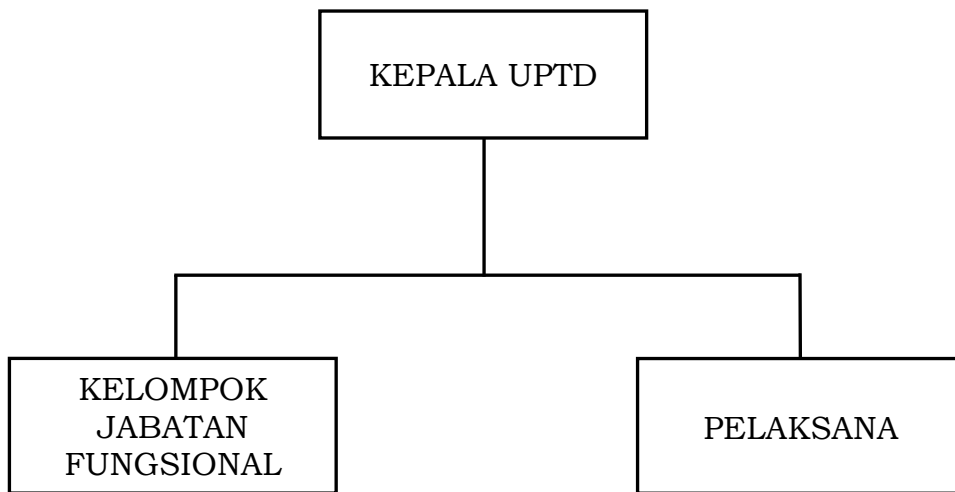 KEPALA UPTD
KELOMPOK
JABATAN
FUNGSIONAL
PELAKSANA